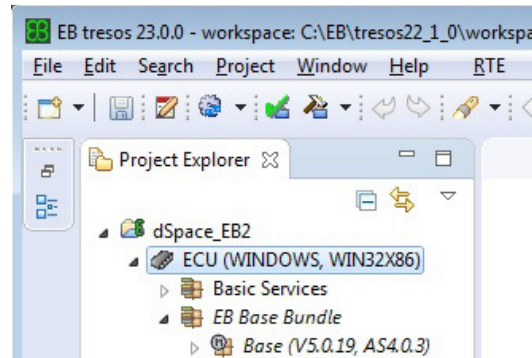 EB tresos 23.0.0 - workspace: C:\EB\tresos22_1_0\workspa
File Edit Search Project Window Help RTE
Project Explorer
dSpace_EB2
ECU (WINDOWS, WIN32X86)
Basic Services
EB Base Bundle
Base (V5.0.19, AS4.0.3)